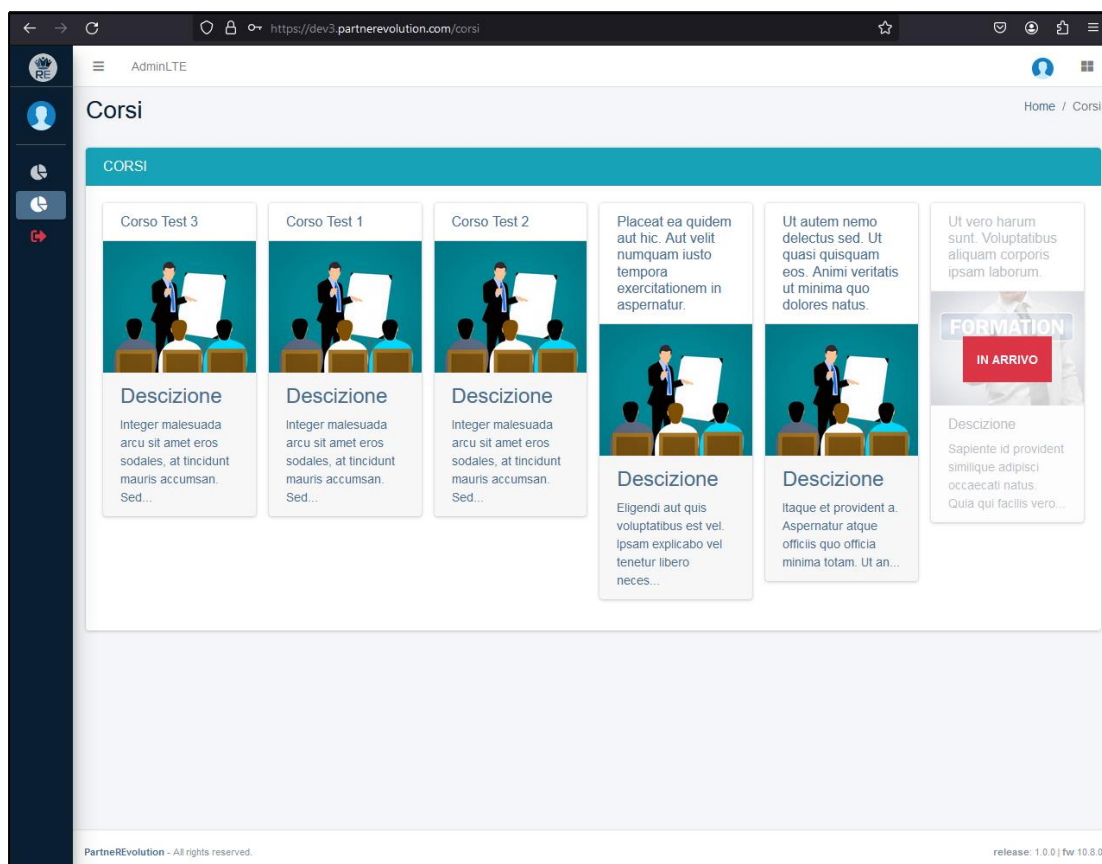 https://dev3.partnerevolution.com/corsi
RE
AdminLTE
Corsi
Home / Corsi
CORSI
Corso Test 3
Descizione
Integer malesuada
arcu sit amet eros
sodales, at tincidunt
mauris accumsan.
Sed...
Corso Test 1
Descizione
Integer malesuada
arcu sit amet eros
sodales, at tincidunt
mauris accumsan.
Sed...
Corso Test 2
Descizione
Integer malesuada
arcu sit amet eros
sodales, at tincidunt
mauris accumsan.
Sed...
Placeat ea quidem
aut hic. Aut velit
numquam iusto
tempora
exercitationem in
aspernatur.
Descizione
Eligendi aut quis
voluptatibus est vel.
Ipsam explicabo vel
tenetur libero
neces...
Ut autem nemo
delectus sed. Ut
quasi quisquam
eos. Animi veritatis
ut minima quo
dolores natus.
Descizione
Itaque et provident a.
Aspernatur atque
officiis quo officia
minima totam. Ut an...
Ut vero harum
sunt. Voluptatibus
aliquam corporis
ipsam laborum.
FORMATION
IN ARRIVO
Descizione
Sapiente id provident
similique adipisci
occaecati natus.
Quia qui facilis vero...
PartneREvolution - All rights reserved.
release: 1.0.0 | fw 10.8.0